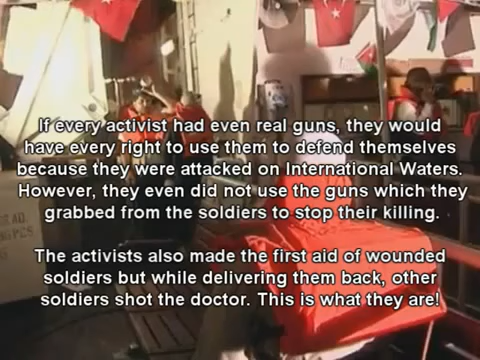 If every activist had even real guns, they would
have every right to use them to defend themselves
because they were attacked on International Waters.
However, they even did not use the guns which they
grabbed from the soldiers to stop their killing.
The activists also made the first aid of wounded
soldiers but while delivering them back, other
soldiers shot the doctor. This is what they are!